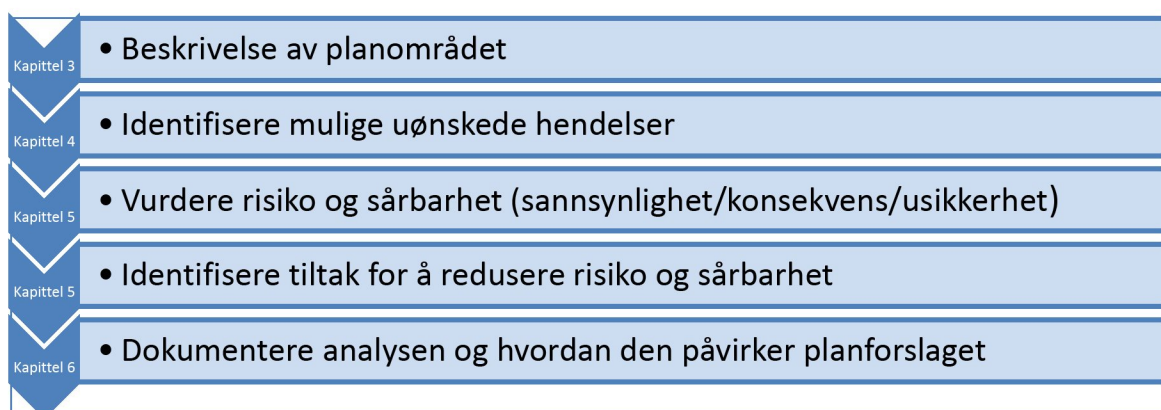 Kapittel 3
• Beskrivelse av planområdet
Kapittel 4
• Identifisere mulige uønskede hendelser
Kapittel 5
• Vurdere risiko og sårbarhet (sannsynlighet/konsekvens/usikkerhet)
Kapittel 5
• Identifisere tiltak for å redusere risiko og sårbarhet
Kapittel 6
• Dokumentere analysen og hvordan den påvirker planforslaget